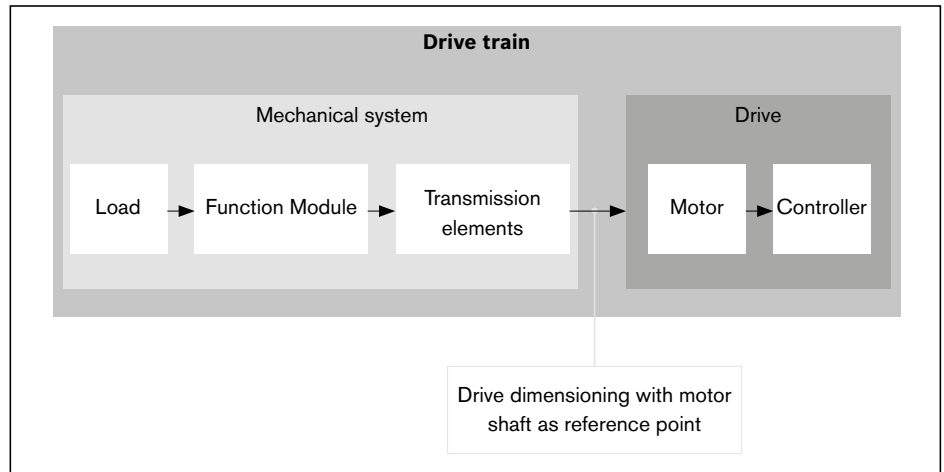 Drive train
Mechanical system
Drive
Load
Function Module
Transmission
elements
Motor
Controller
Drive dimensioning with motor
shaft as reference point